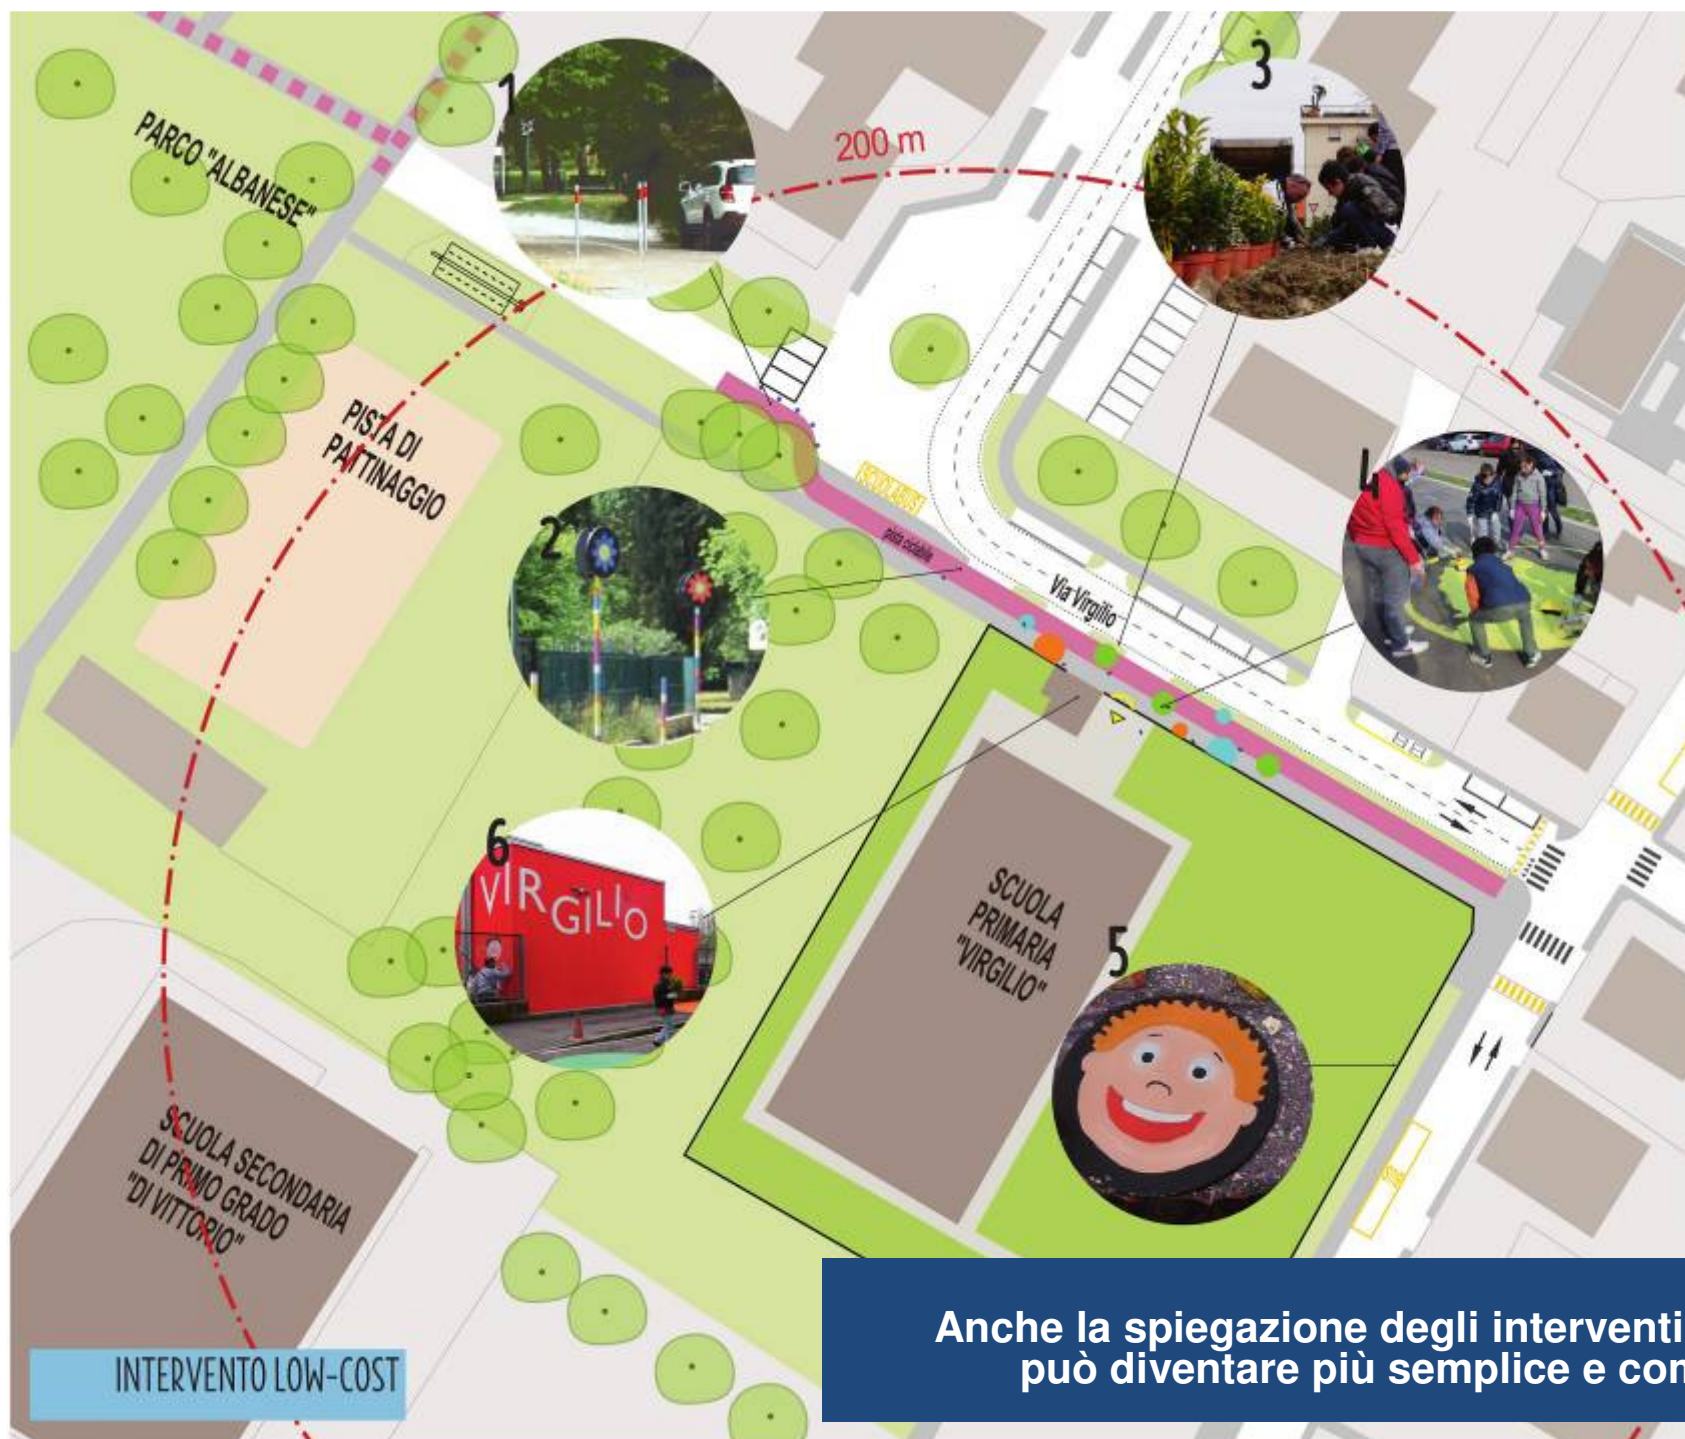 1
3
200 m
PARCO "ALBANESE"
PISTA DI
PATTINAGGIO
4
SCUOLABUS
2
pista ciclabile
Via Virgilio
6
VIRGILIO
SCUOLA
PRIMARIA
"VIRGILIO"
5
SCUOLA SECONDARIA
DI PRIMO GRADO
"DI VITTORIO"
BUS
Anche la spiegazione degli interventi
può diventare più semplice e con
INTERVENTO LOW-COST